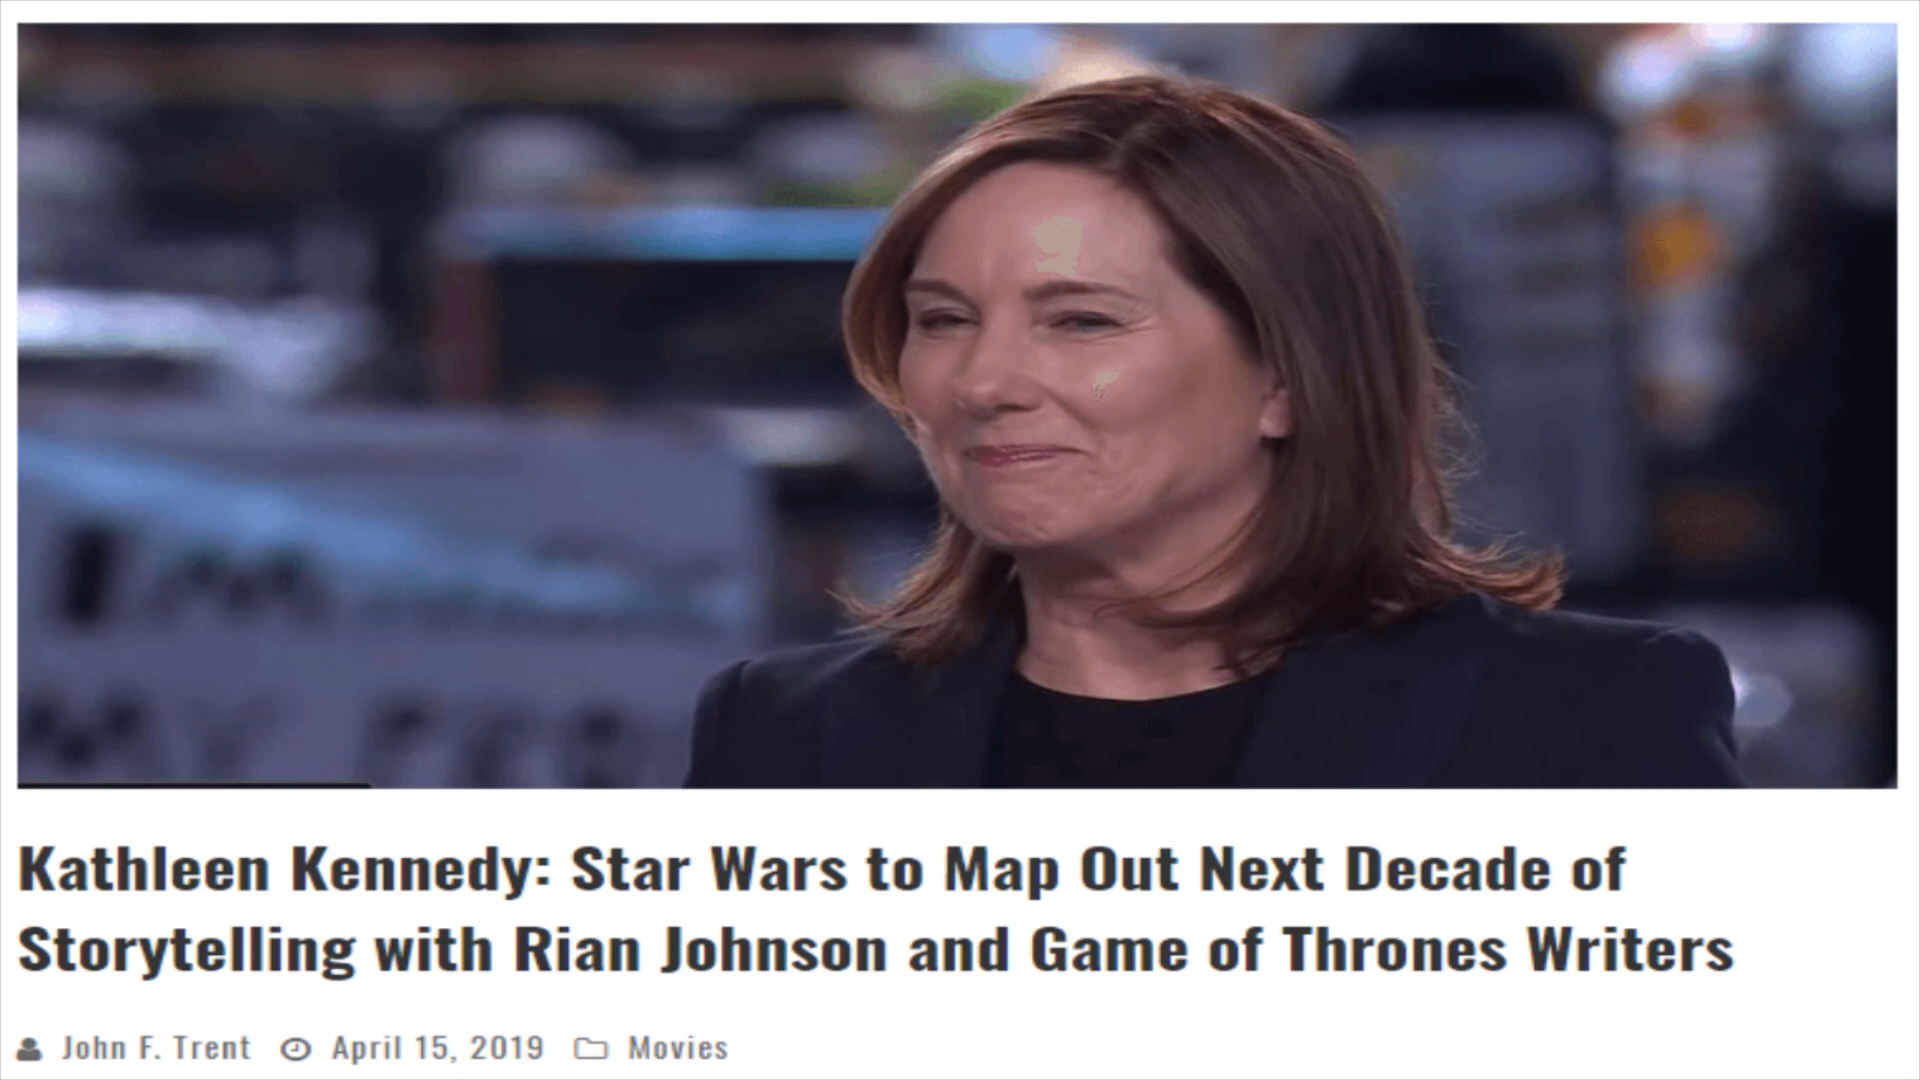 Kathleen Kennedy: Star Wars to Map Out Next Decade of
Storytelling with Rian Johnson and Game of Thrones Writers
John F. Trent April 15, 2019 Movies